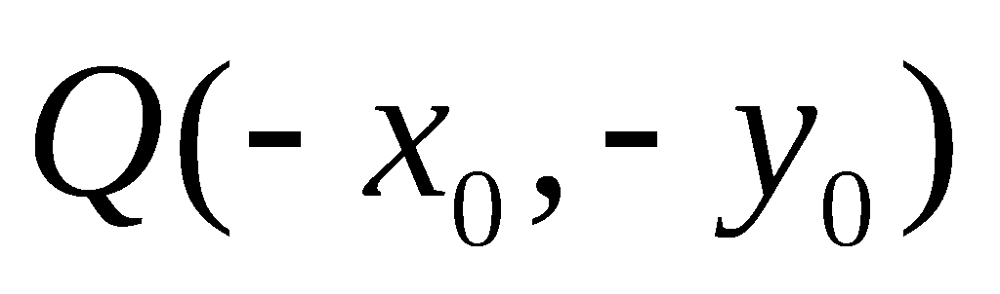 Q(- x₀, - y₀)